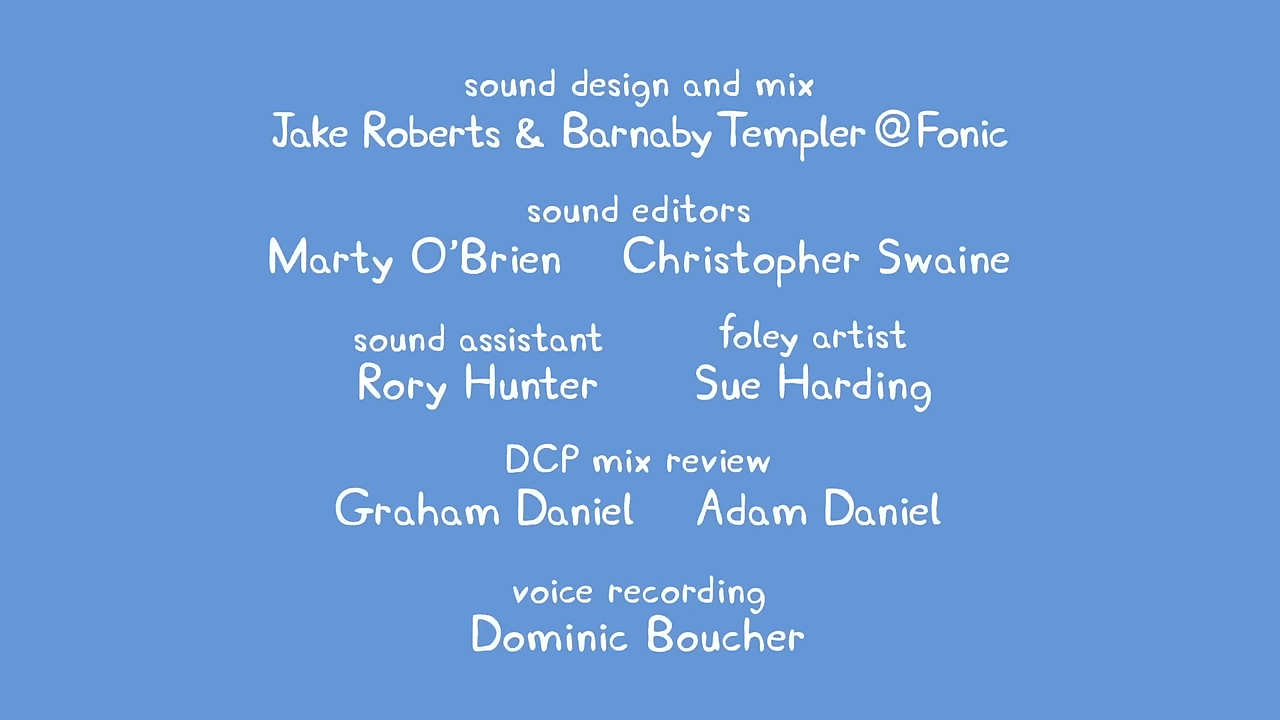 sound design and mix
Jake Roberts & Barnaby Templer @Fonic
sound editors
Marty O'Brien Christopher Swaine
sound assistant foley artist
Rory Hunter Sue Harding
DCP mix review
Graham Daniel Adam Daniel
voice recording
Dominic Boucher